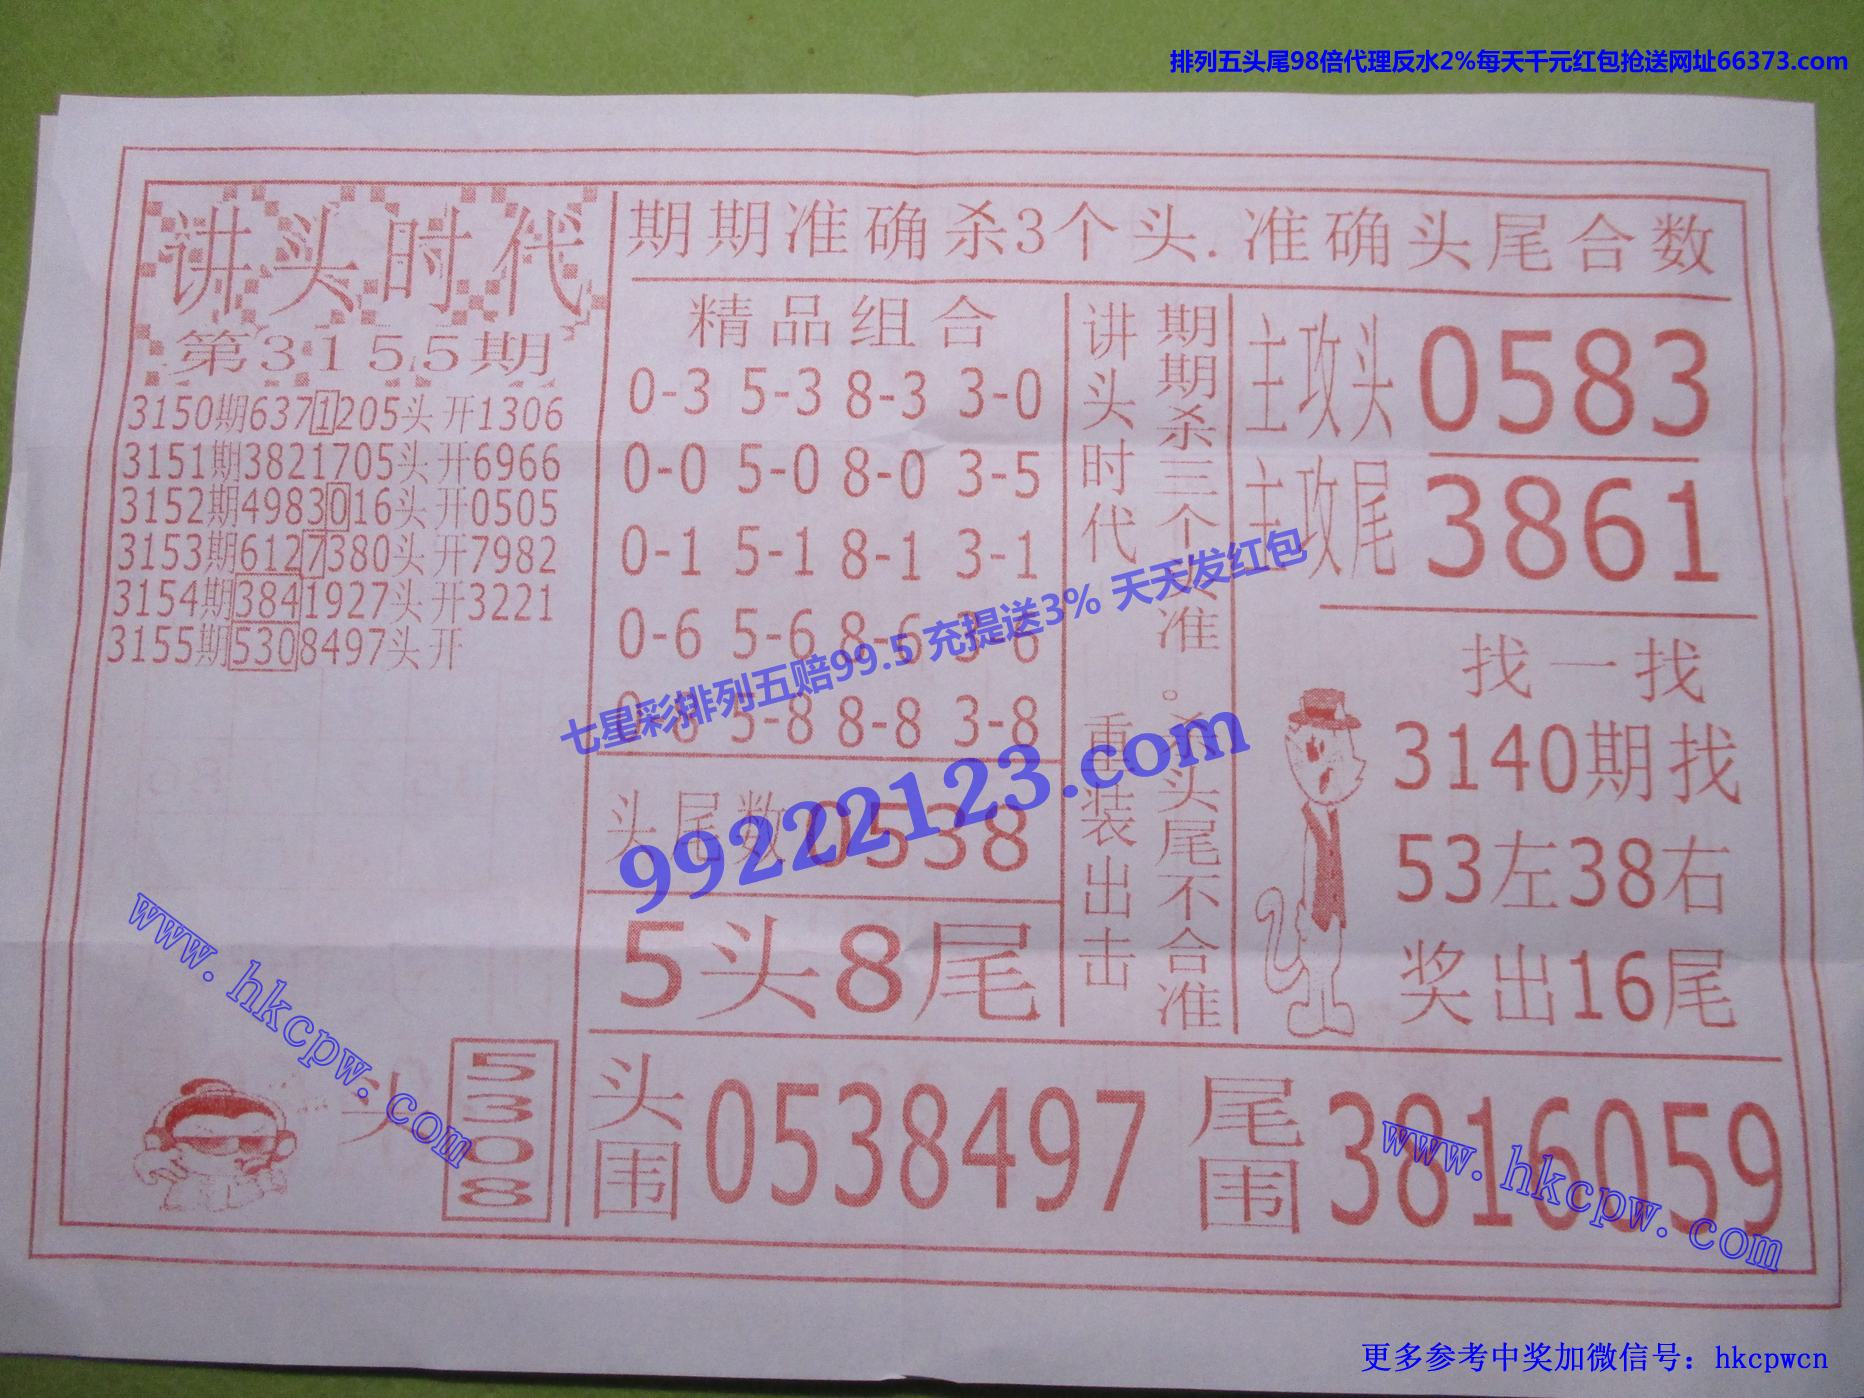 排列五头尾98倍代理反水2%每天千元红包抢送网址66373.com
讲头时代
第3155期
3150期6371205头开1306
3151期3821705头开6966
3152期4983016头开0505
3153期6127380头开7982
3154期3841927头开3221
3155期5308497头开
头
5308
期期准确杀3个头.准确头尾合数
精品组合
0-3 5-3 8-3 3-0
0-0 5-0 8-0 3-5
0-1 5-1 8-1 3-1
0-6 5-6 8-6 3-6
0-8 5-8 8-8 3-8
头尾数0538
5头8尾
讲头时代 重装出击
期期杀三个头准。杀头尾不合准
主攻头 0583
主攻尾 3861
找一找
3140期找
53左38右
奖出16尾
头围 0538497
尾围 3816059
七星彩排列五赔99.5 充提送3% 天天发红包
99222123.com
www.hkcpw.com
www.hkcpw.com
更多参考中奖加微信号：hkcpwcn